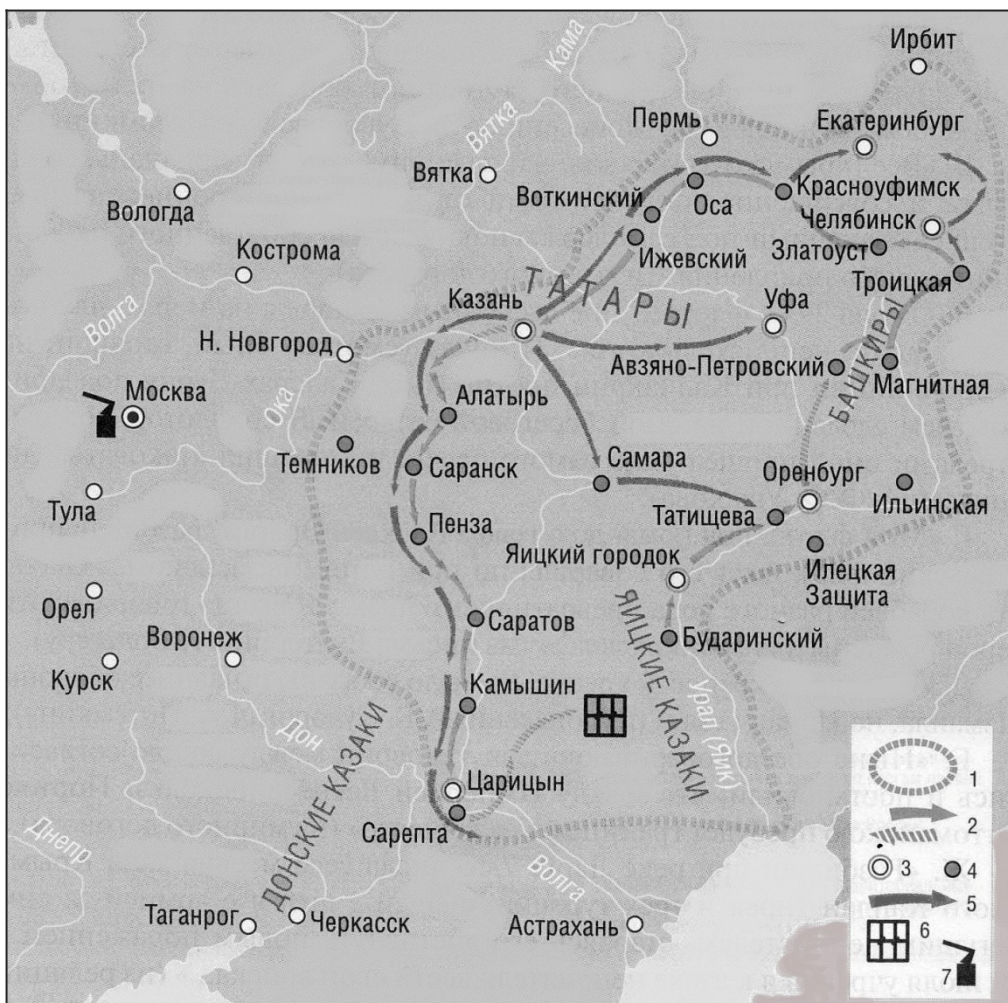 Ирбит
Кама
Пермь
Екатеринбург
Вятка
Вятка
Воткинский
Оса
Красноуфимск
Вологда
Челябинск
Ижевский
Златоуст
Кострома
Троицкая
ТАТАРЫ
Казань
Уфа
Волга
Н. Новгород
Авзяно-Петровский
БАШКИРЫ
Магнитная
Москва
Ока
Алатырь
Темников
Саранск
Самара
Оренбург
Ильинская
Тула
Пенза
Татищева
Яицкий городок
Илецкая
Защита
Орел
Воронеж
Саратов
ЯИЦКИЕ КАЗАКИ
Бударинский
Курск
Камышин
Урал (Яик)
Дон
ДОНСКИЕ КАЗАКИ
Царицын
Сарепта
Днепр
Волга
Таганрог
Черкасск
Астрахань
1
2
3
4
5
6
7